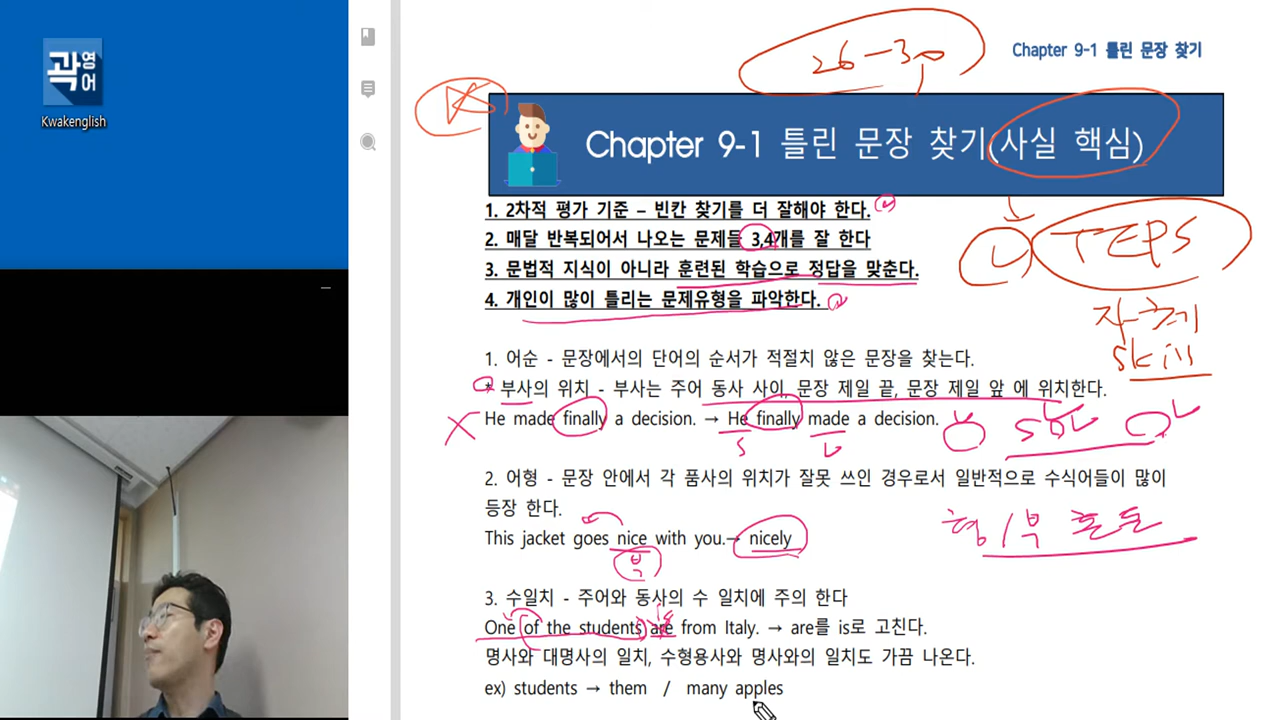 곽영어
Kwakenglish
26-30
Chapter 9-1 틀린 문장 찾기
Chapter 9-1 틀린 문장 찾기(사실 핵심)
1. 2차적 평가 기준 – 빈칸 찾기를 더 잘해야 한다.
2. 매달 반복되어서 나오는 문제들 3,4개를 잘 한다
TEPS
3. 문법적 지식이 아니라 훈련된 학습으로 정답을 맞춘다.
4. 개인이 많이 틀리는 문제유형을 파악한다.
skill
1. 어순 - 문장에서의 단어의 순서가 적절치 않은 문장을 찾는다.
* 부사의 위치 - 부사는 주어 동사 사이, 문장 제일 끝, 문장 제일 앞 에 위치한다.
He made finally a decision. → He finally made a decision.
S
2. 어형 - 문장 안에서 각 품사의 위치가 잘못 쓰인 경우로서 일반적으로 수식어들이 많이
등장 한다.
형/부
This jacket goes nice with you.→ nicely
부
3. 수일치 - 주어와 동사의 수 일치에 주의 한다
is
One of the students are from Italy. → are를 is로 고친다.
명사와 대명사의 일치, 수형용사와 명사와의 일치도 가끔 나온다.
ex) students → them / many apples